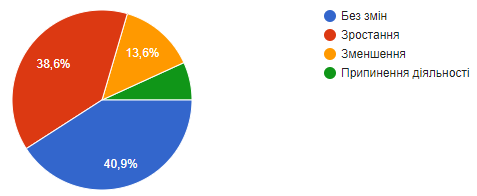 Без змін
Зростання
Зменшення
Припинення діяльності
38,6%
13,6%
40,9%